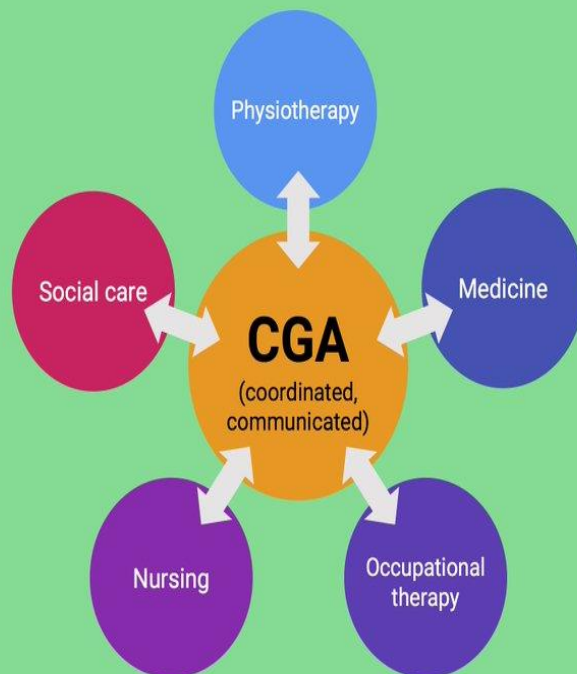 Physiotherapy
Social care
Medicine
CGA
(coordinated,
communicated)
Nursing
Occupational
therapy